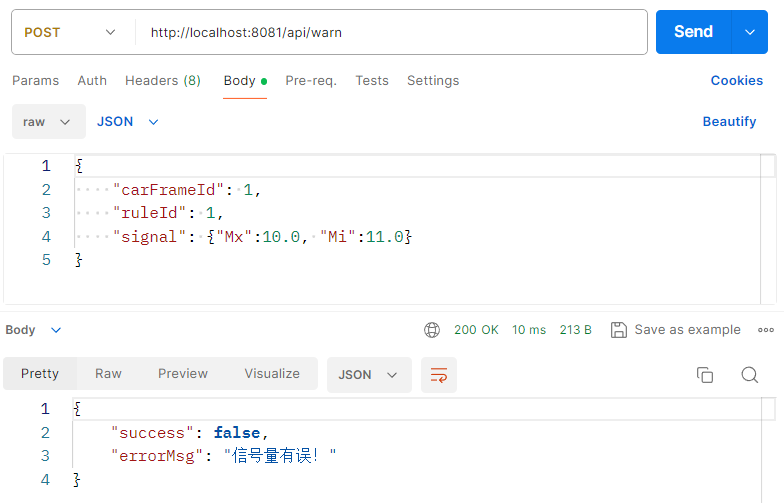 POST http://localhost:8081/api/warn Send
Params Auth Headers (8) Body Pre-req. Tests Settings Cookies
raw JSON Beautify
1 {
2 "carFrameId": 1,
3 "ruleId": 1,
4 "signal": {"Mx":10.0, "Mi":11.0}
5 }
Body 200 OK 10 ms 213 B Save as example
Pretty Raw Preview Visualize JSON
1 {
2 "success": false,
3 "errorMsg": "信号量有误！"
4 }